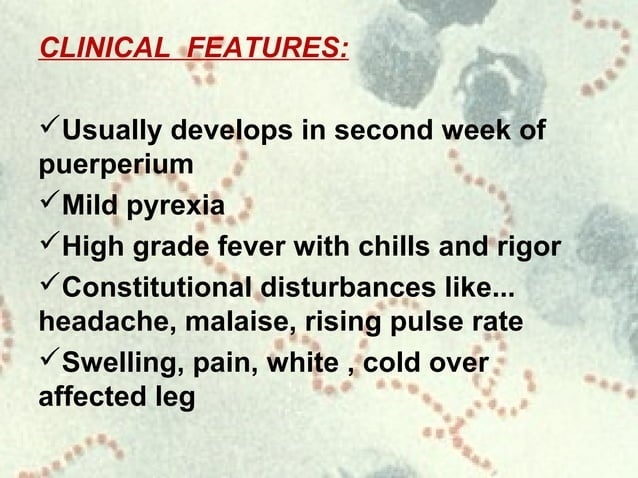 CLINICAL FEATURES:
✓Usually develops in second week of
puerperium
✓Mild pyrexia
✓High grade fever with chills and rigor
✓Constitutional disturbances like...
headache, malaise, rising pulse rate
✓Swelling, pain, white , cold over
affected leg